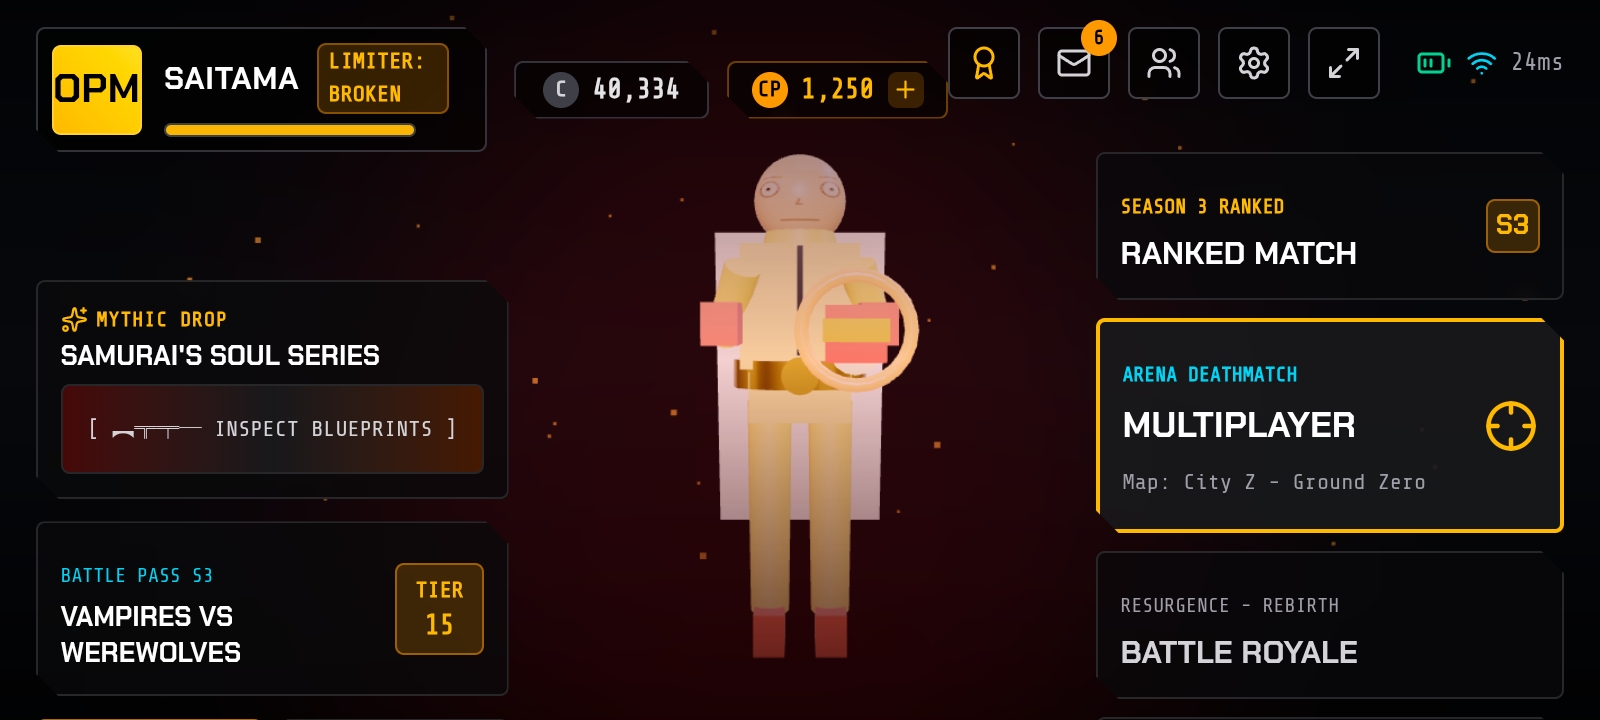 OPM
SAITAMA
LIMITER:
BROKEN
C 40,334
CP 1,250 +
6
24ms
MYTHIC DROP
SAMURAI'S SOUL SERIES
[ ︻╦╤─ INSPECT BLUEPRINTS ]
BATTLE PASS S3
VAMPIRES VS
WEREWOLVES
TIER
15
SEASON 3 RANKED
RANKED MATCH
S3
ARENA DEATHMATCH
MULTIPLAYER
Map: City Z - Ground Zero
RESURGENCE - REBIRTH
BATTLE ROYALE